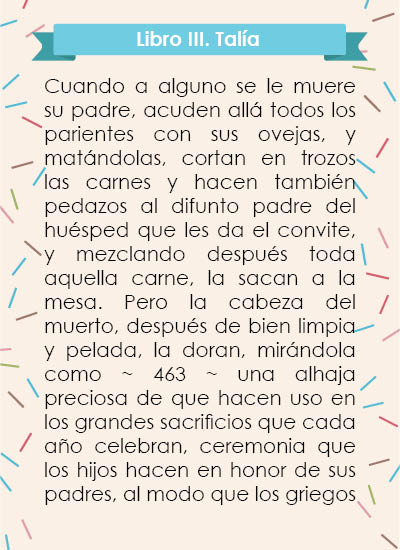 Libro III. Talía
Cuando a alguno se le muere
su padre, acuden allá todos los
parientes con sus ovejas, y
matándolas, cortan en trozos
las carnes y hacen también
pedazos al difunto padre del
huésped que les da el convite,
y mezclando después toda
aquella carne, la sacan a la
mesa. Pero la cabeza del
muerto, después de bien limpia
y pelada, la doran, mirándola
como ~ 463 ~ una alhaja
preciosa de que hacen uso en
los grandes sacrificios que cada
año celebran, ceremonia que
los hijos hacen en honor de sus
padres, al modo que los griegos